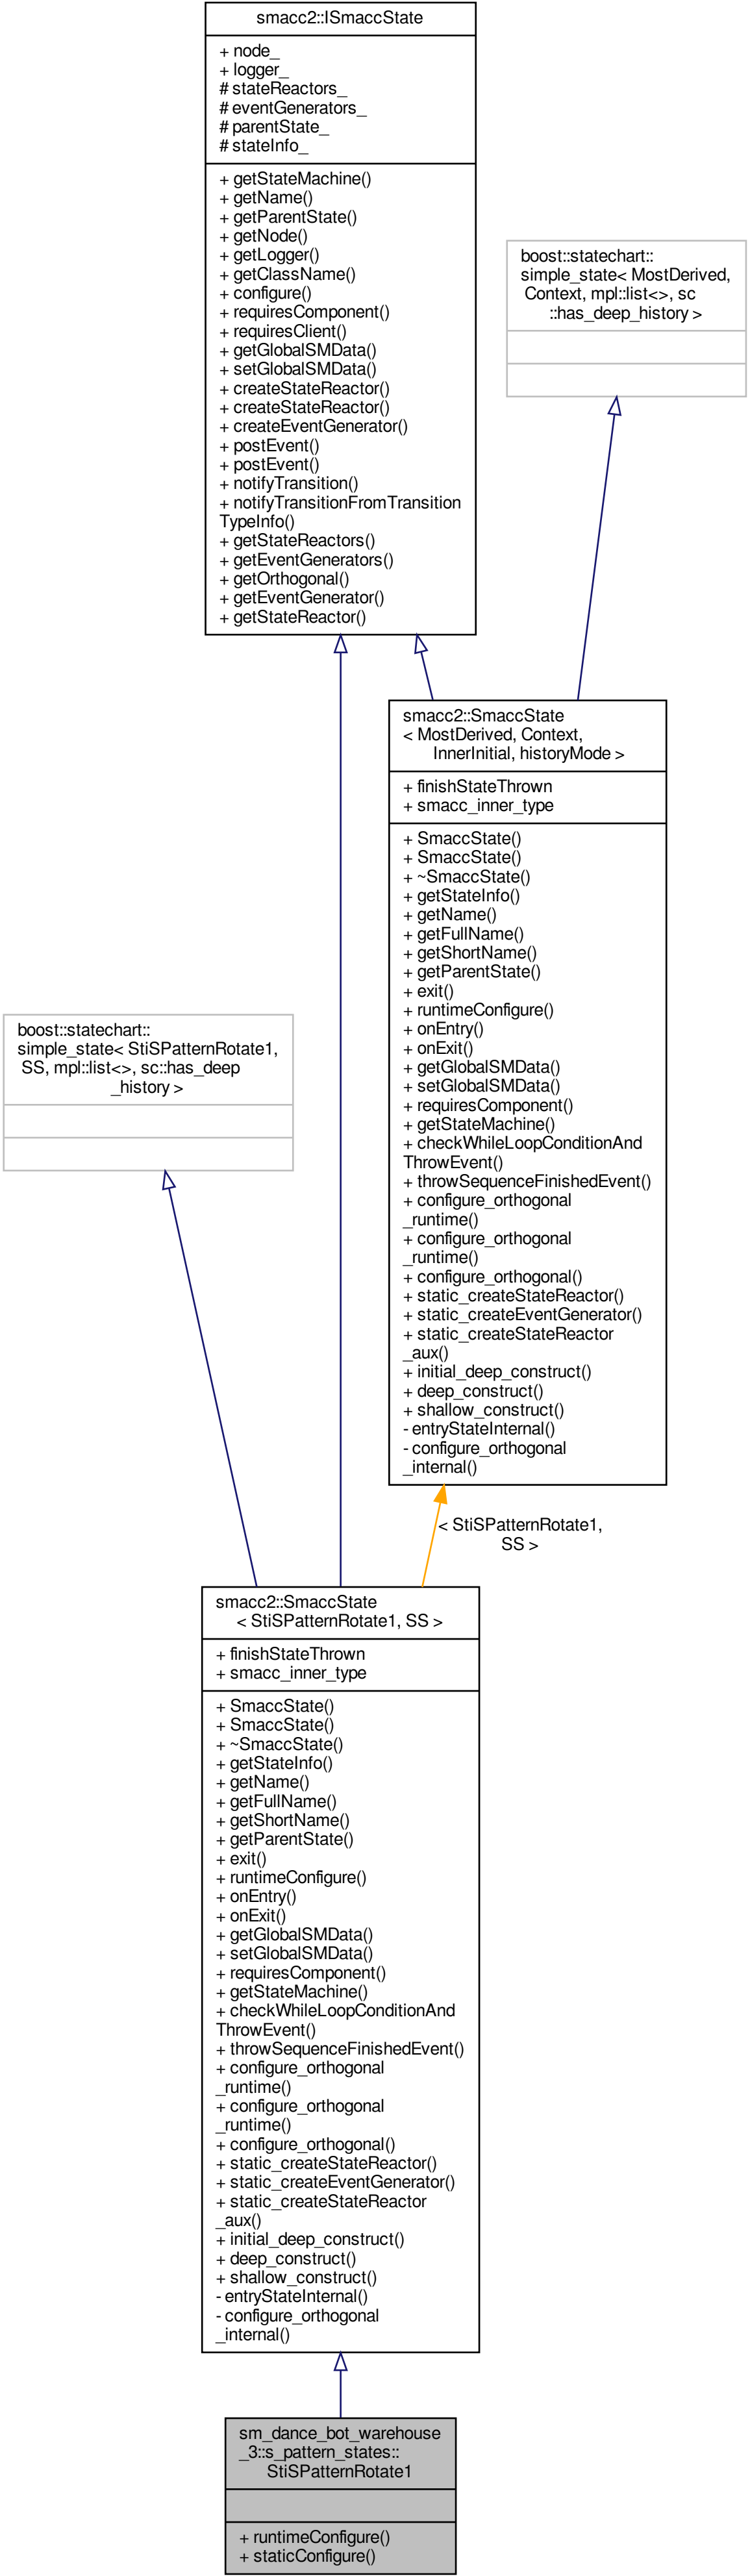 smacc2::ISmaccState
+ node_
+ logger_
# stateReactors_
# eventGenerators_
# parentState_
# stateInfo_
+ getStateMachine()
+ getName()
+ getParentState()
+ getNode()
+ getLogger()
+ getClassName()
+ configure()
+ requiresComponent()
+ requiresClient()
+ getGlobalSMData()
+ setGlobalSMData()
+ createStateReactor()
+ createStateReactor()
+ createEventGenerator()
+ postEvent()
+ postEvent()
+ notifyTransition()
+ notifyTransitionFromTransition
TypeInfo()
+ getStateReactors()
+ getEventGenerators()
+ getOrthogonal()
+ getEventGenerator()
+ getStateReactor()
boost::statechart::
simple_state< MostDerived,
Context, mpl::list<>, sc
::has_deep_history >
smacc2::SmaccState
< MostDerived, Context,
InnerInitial, historyMode >
+ finishStateThrown
+ smacc_inner_type
+ SmaccState()
+ SmaccState()
+ ~SmaccState()
+ getStateInfo()
+ getName()
+ getFullName()
+ getShortName()
+ getParentState()
+ exit()
+ runtimeConfigure()
+ onEntry()
+ onExit()
+ getGlobalSMData()
+ setGlobalSMData()
+ requiresComponent()
+ getStateMachine()
+ checkWhileLoopConditionAnd
ThrowEvent()
+ throwSequenceFinishedEvent()
+ configure_orthogonal
_runtime()
+ configure_orthogonal
_runtime()
+ configure_orthogonal()
+ static_createStateReactor()
+ static_createEventGenerator()
+ static_createStateReactor
_aux()
+ initial_deep_construct()
+ deep_construct()
+ shallow_construct()
- entryStateInternal()
- configure_orthogonal
_internal()
boost::statechart::
simple_state< StiSPatternRotate1,
SS, mpl::list<>, sc::has_deep
_history >
< StiSPatternRotate1,
SS >
smacc2::SmaccState
< StiSPatternRotate1, SS >
+ finishStateThrown
+ smacc_inner_type
+ SmaccState()
+ SmaccState()
+ ~SmaccState()
+ getStateInfo()
+ getName()
+ getFullName()
+ getShortName()
+ getParentState()
+ exit()
+ runtimeConfigure()
+ onEntry()
+ onExit()
+ getGlobalSMData()
+ setGlobalSMData()
+ requiresComponent()
+ getStateMachine()
+ checkWhileLoopConditionAnd
ThrowEvent()
+ throwSequenceFinishedEvent()
+ configure_orthogonal
_runtime()
+ configure_orthogonal
_runtime()
+ configure_orthogonal()
+ static_createStateReactor()
+ static_createEventGenerator()
+ static_createStateReactor
_aux()
+ initial_deep_construct()
+ deep_construct()
+ shallow_construct()
- entryStateInternal()
- configure_orthogonal
_internal()
sm_dance_bot_warehouse
_3::s_pattern_states::
StiSPatternRotate1
+ runtimeConfigure()
+ staticConfigure()